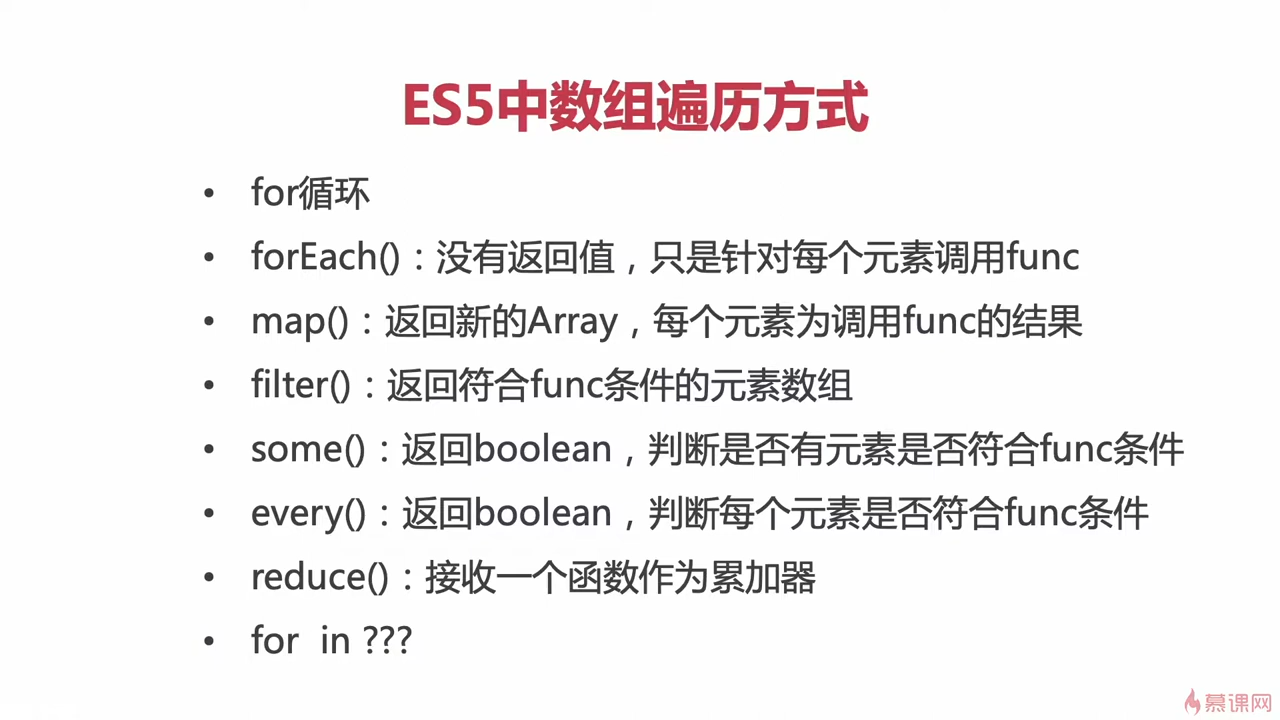 ES5中数组遍历方式
• for循环
• forEach()：没有返回值，只是针对每个元素调用func
• map()：返回新的Array，每个元素为调用func的结果
• filter()：返回符合func条件的元素数组
• some()：返回boolean，判断是否有元素是否符合func条件
• every()：返回boolean，判断每个元素是否符合func条件
• reduce()：接收一个函数作为累加器
• for  in ???
慕课网